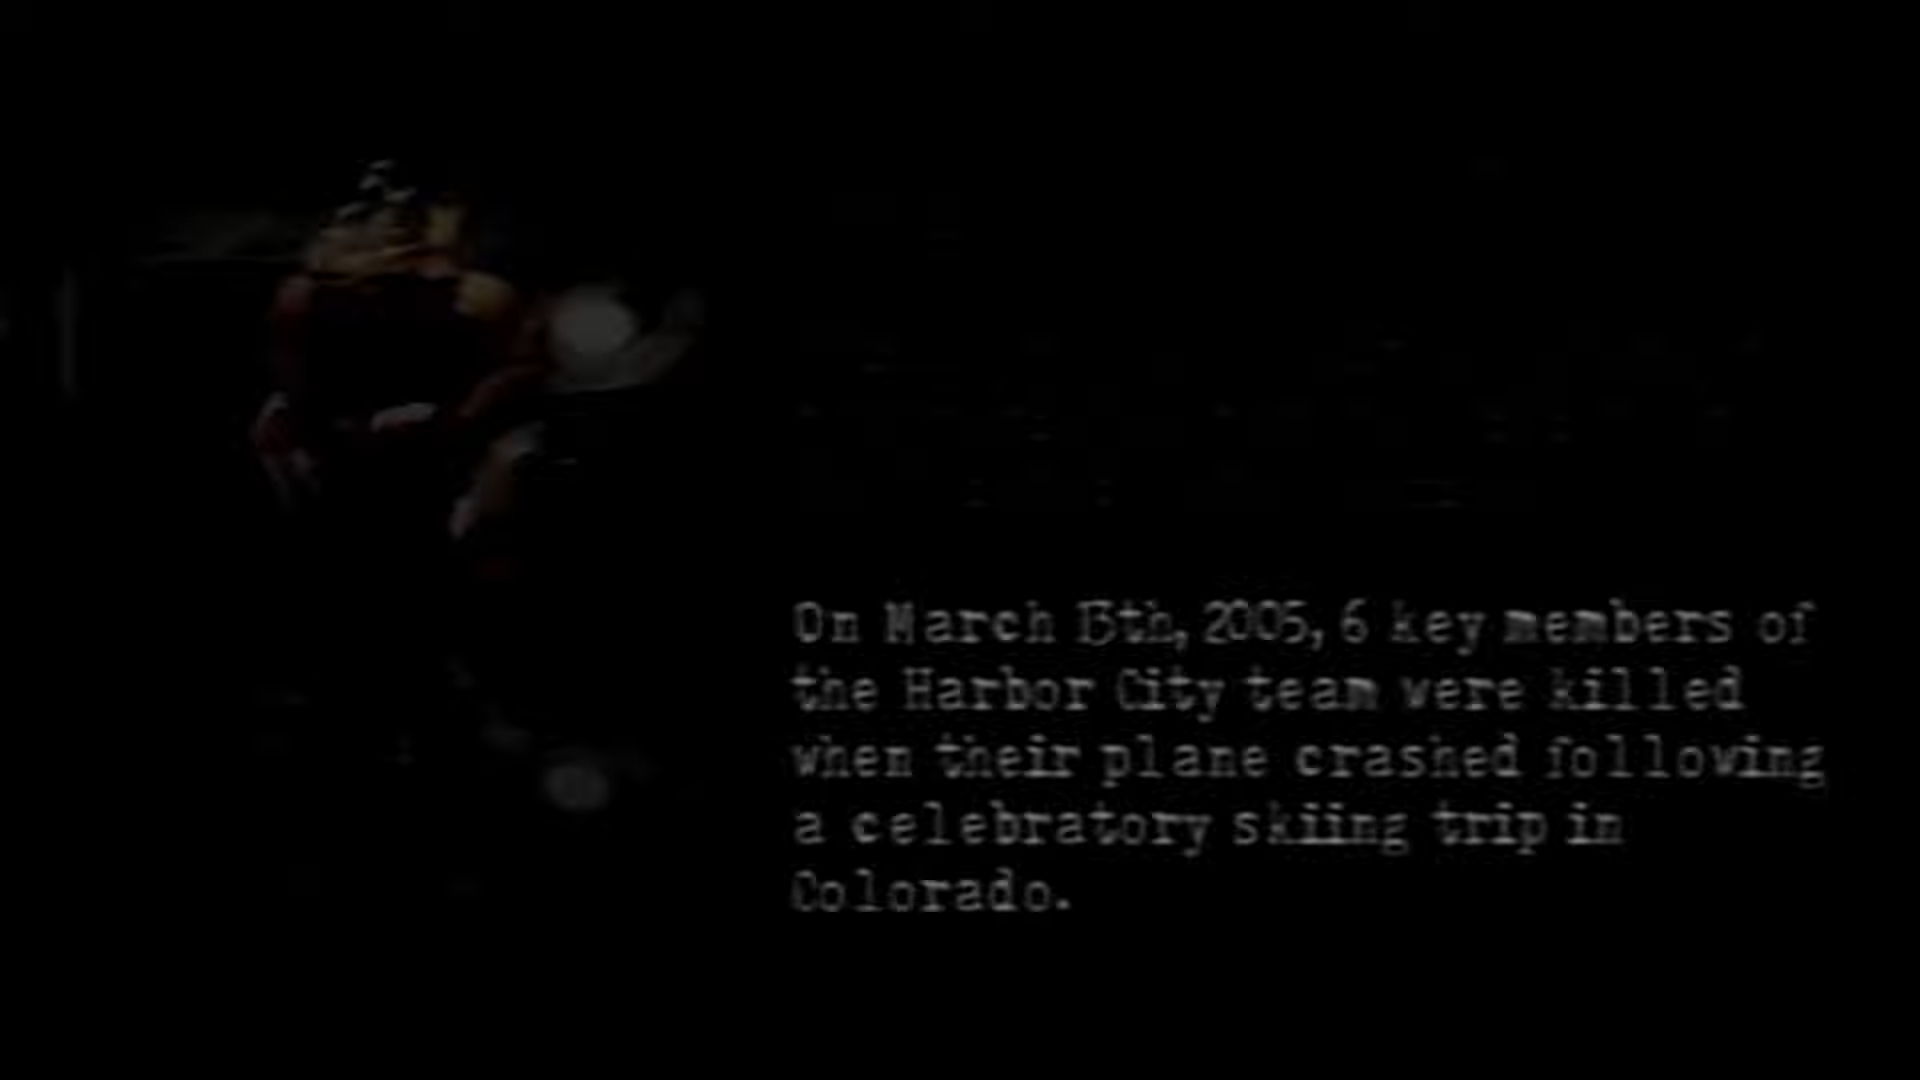 On March 13th, 2005, 6 key members of
the Harbor City team were killed
when their plane crashed following
a celebratory skiing trip in
Colorado.